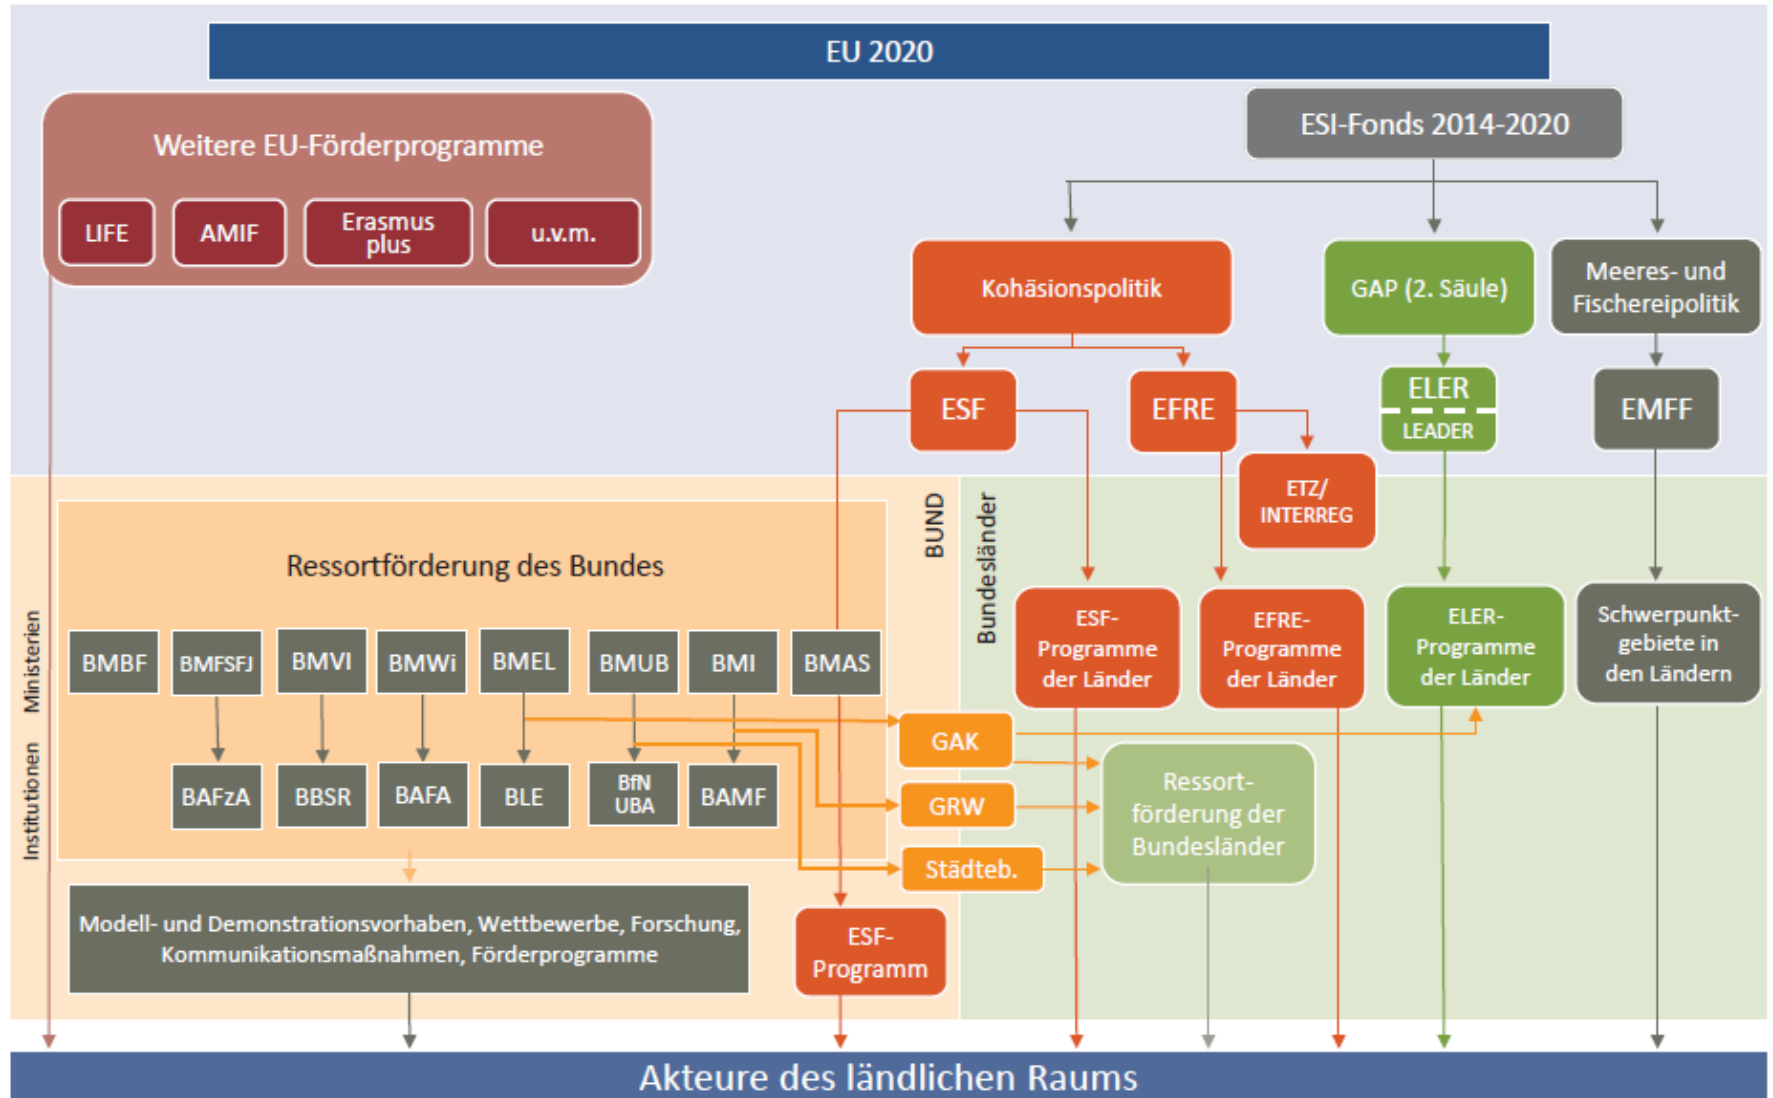 EU 2020
Weitere EU-Förderprogramme
LIFE
AMIF
Erasmus
plus
u.v.m.
ESI-Fonds 2014-2020
Kohäsionspolitik
GAP (2. Säule)
Meeres- und
Fischereipolitik
ESF
EFRE
ELER
LEADER
EMFF
ETZ/
INTERREG
BUND
Bundesländer
Ressortförderung des Bundes
Ministerien
BMBF
BMFSFJ
BMVI
BMWi
BMEL
BMUB
BMI
BMAS
ESF-
Programme
der Länder
EFRE-
Programme
der Länder
ELER-
Programme
der Länder
Schwerpunkt-
gebiete in
den Ländern
Institutionen
BAFzA
BBSR
BAFA
BLE
BfN
UBA
BAMF
GAK
GRW
Städteb.
Ressort-
förderung der
Bundesländer
Modell- und Demonstrationsvorhaben, Wettbewerbe, Forschung,
Kommunikationsmaßnahmen, Förderprogramme
ESF-
Programm
Akteure des ländlichen Raums